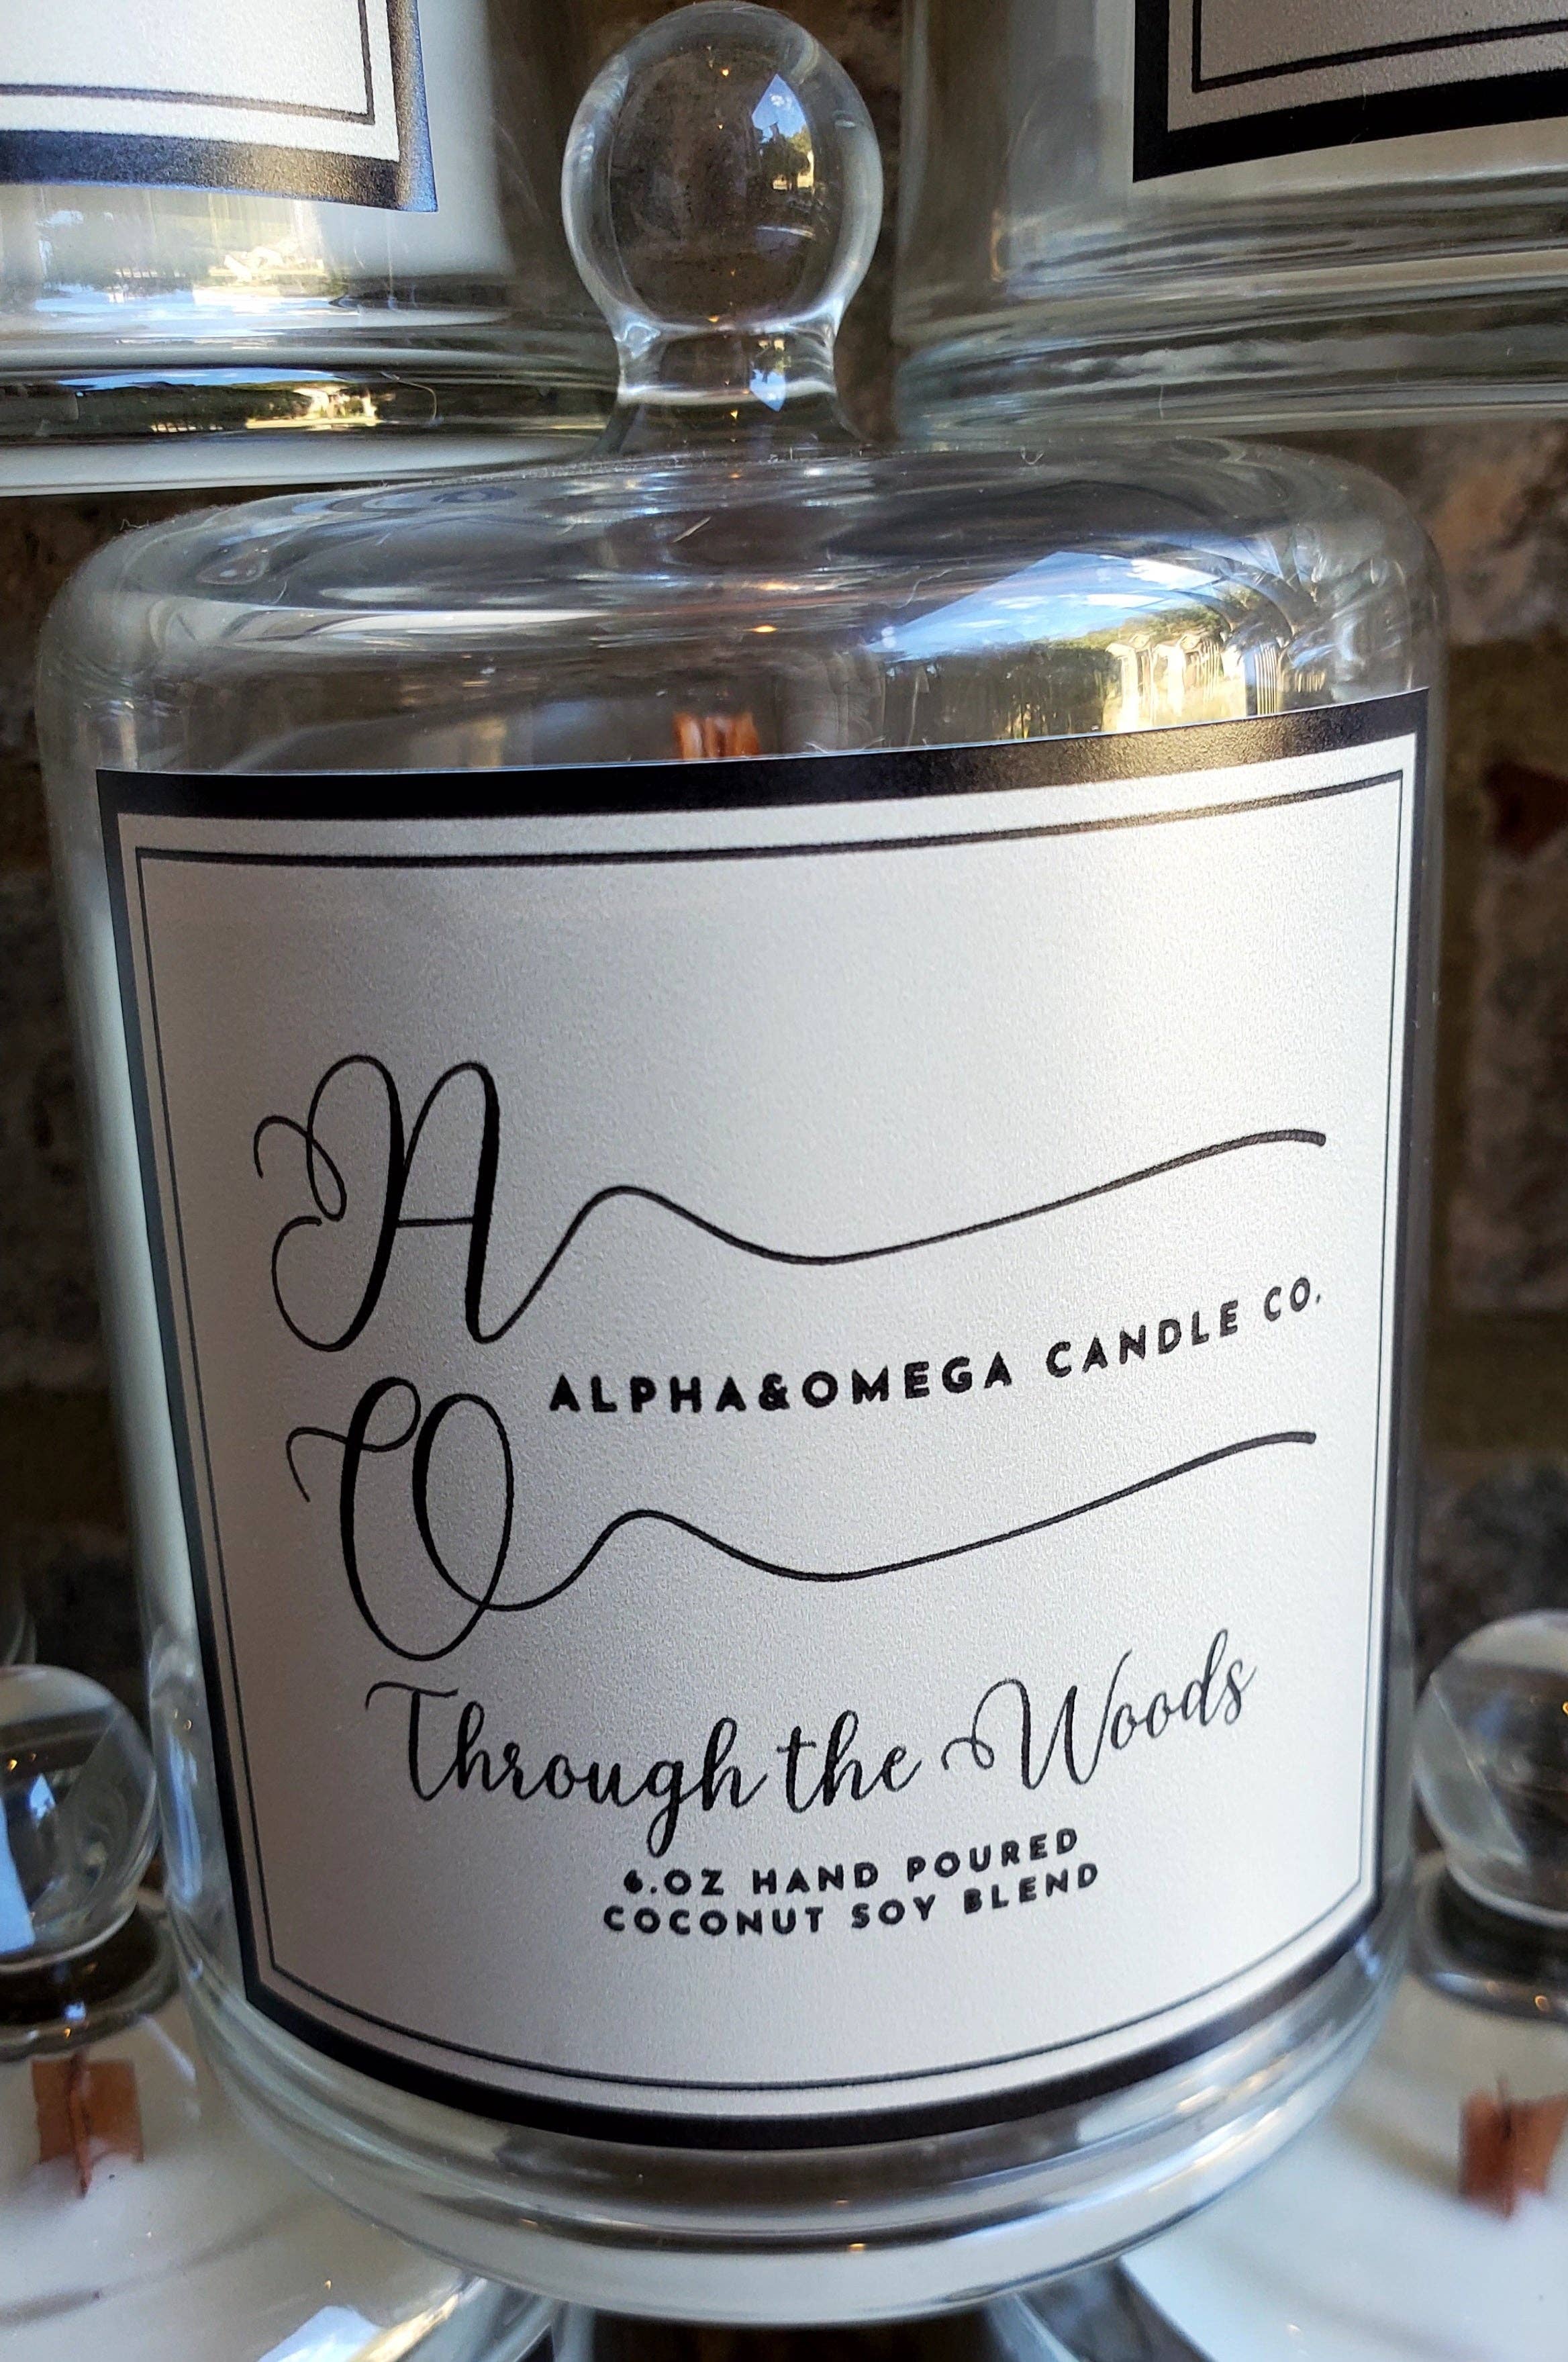 A
ALPHA&OMEGA CANDLE CO.
O
Through the Woods
6.OZ HAND POURED
COCONUT SOY BLEND